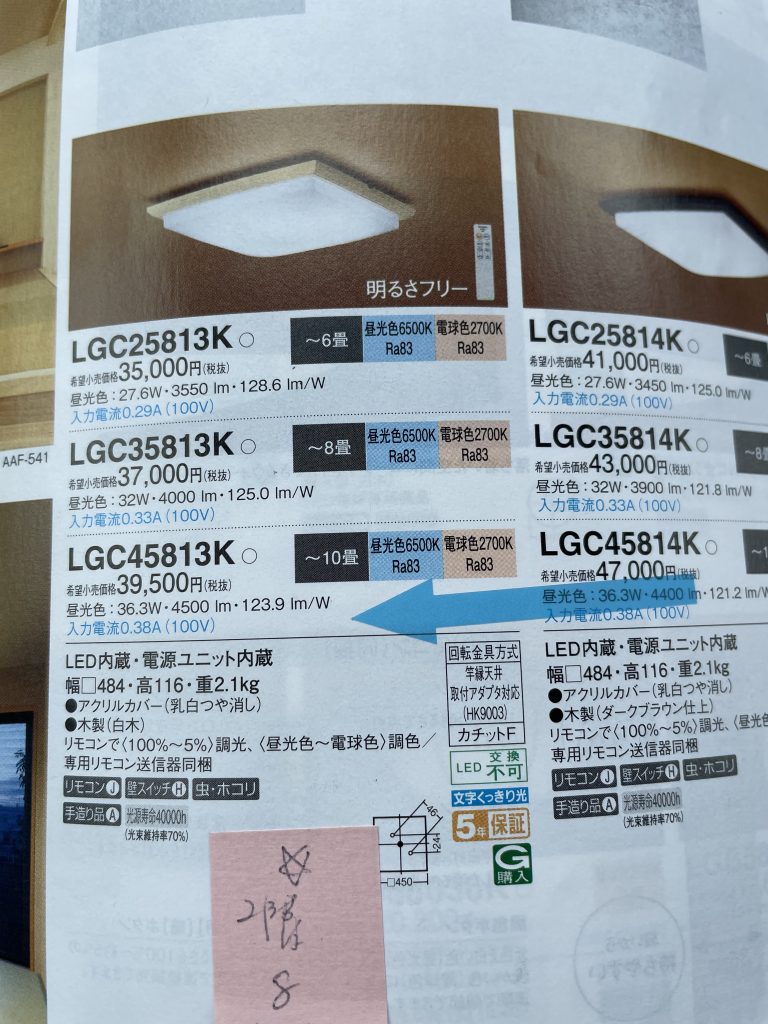 明るさフリー
LGC25813K○
～6畳
昼光色6500K Ra83
電球色2700K Ra83
希望小売価格35,000円(税抜)
昼光色：27.6W・3550 lm・128.6 lm/W
入力電流0.29A(100V)
LGC35813K○
～8畳
昼光色6500K Ra83
電球色2700K Ra83
希望小売価格37,000円(税抜)
昼光色：32W・4000 lm・125.0 lm/W
入力電流0.33A(100V)
LGC45813K○
～10畳
昼光色6500K Ra83
電球色2700K Ra83
希望小売価格39,500円(税抜)
昼光色：36.3W・4500 lm・123.9 lm/W
入力電流0.38A(100V)
LED内蔵・電源ユニット内蔵
幅□484・高116・重2.1kg
●アクリルカバー(乳白つや消し)
●木製(白木)
リモコンで〈100%～5%〉調光、〈昼光色～電球色〉調色／
専用リモコン送信器同梱
リモコンJ 壁スイッチH 虫・ホコリ
手造り品A 光源寿命40000h
(光束維持率70%)
回転金具方式
竿縁天井
取付アダプタ対応
(HK9003)
カチットF
LED交換不可
文字くっきり光
5年保証
G購入
46
24
□450
LGC25814K○
～6畳
希望小売価格41,000円(税抜)
昼光色：27.6W・3450 lm・125.0 lm/W
入力電流0.29A(100V)
LGC35814K○
～8畳
希望小売価格43,000円(税抜)
昼光色：32W・3900 lm・121.8 lm/W
入力電流0.33A(100V)
LGC45814K○
～1
希望小売価格47,000円(税抜)
昼光色：36.3W・4400 lm・121.2 lm/W
入力電流0.38A(100V)
LED内蔵・電源ユニット内蔵
幅□484・高116・重2.1kg
●アクリルカバー(乳白つや消し)
●木製(ダークブラウン仕上)
リモコンで〈100%～5%〉調光、〈昼光色
専用リモコン送信器同梱
リモコンJ 壁スイッチH 虫・ホコリ
手造り品A 光源寿命40000h
(光束維持率70%)
AAF-541
2階は
8